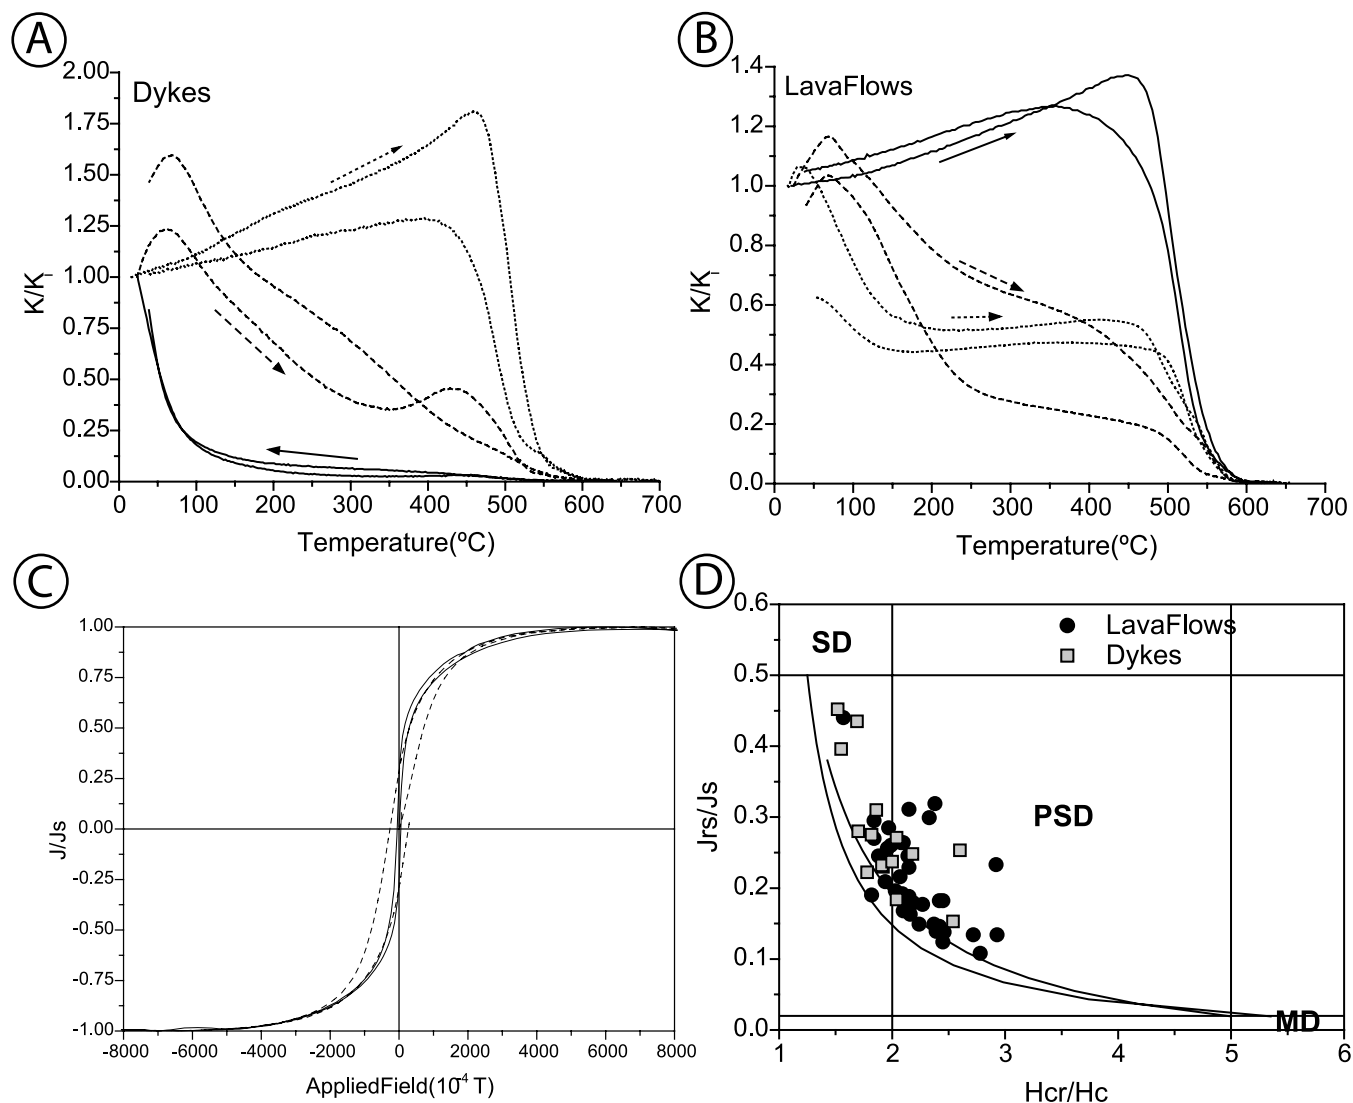 A
Dykes
2.00
1.75
1.50
1.25
1.00
0.75
0.50
0.25
0.00
K/Ki
0 100 200 300 400 500 600 700
Temperature(ºC)
B
LavaFlows
1.4
1.2
1.0
0.8
0.6
0.4
0.2
0.0
K/Ki
0 100 200 300 400 500 600 700
Temperature(ºC)
C
1.00
0.75
0.50
0.25
0.00
-0.25
-0.50
-0.75
-1.00
J/Js
-8000 -6000 -4000 -2000 0 2000 4000 6000 8000
AppliedField(10-4 T)
D
0.6
0.5
0.4
0.3
0.2
0.1
0.0
Jrs/Js
SD
LavaFlows
Dykes
PSD
MD
1 2 3 4 5 6
Hcr/Hc